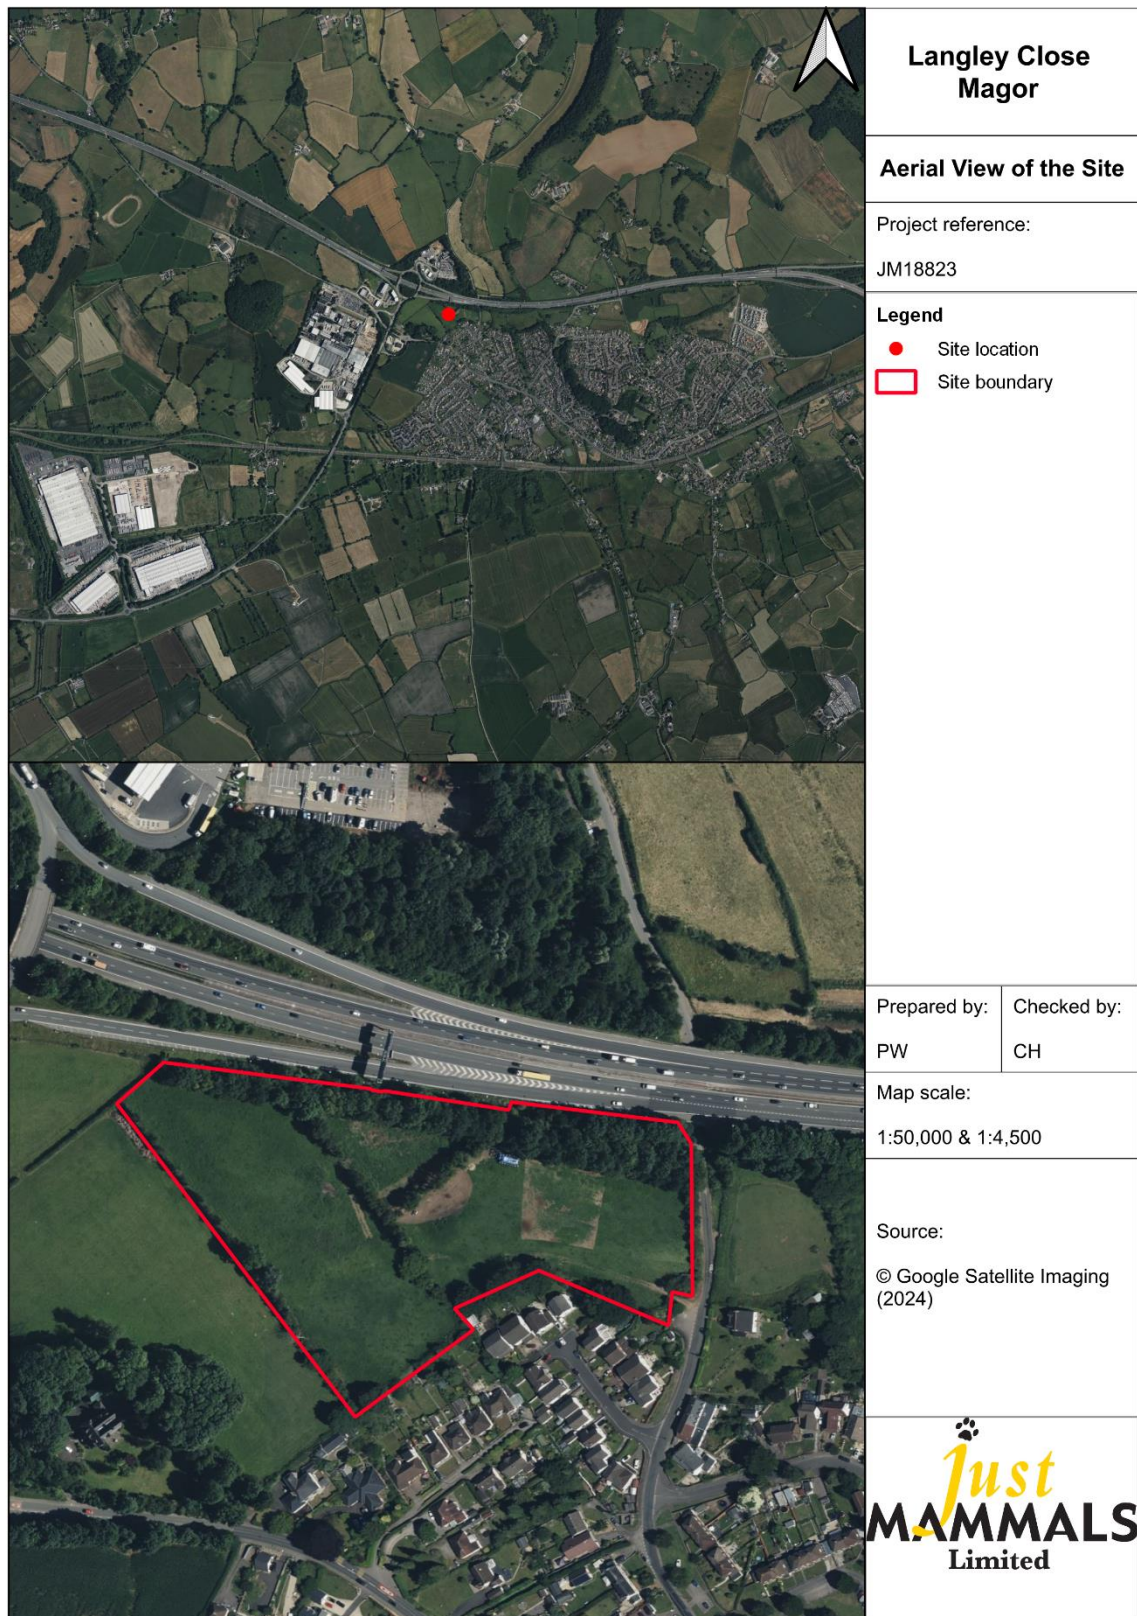 Langley Close
Magor
Aerial View of the Site
Project reference:
JM18823
Legend
Site location
Site boundary
Prepared by:
PW
Checked by:
CH
Map scale:
1:50,000 & 1:4,500
Source:
© Google Satellite Imaging
(2024)
Just
MAMMALS
Limited